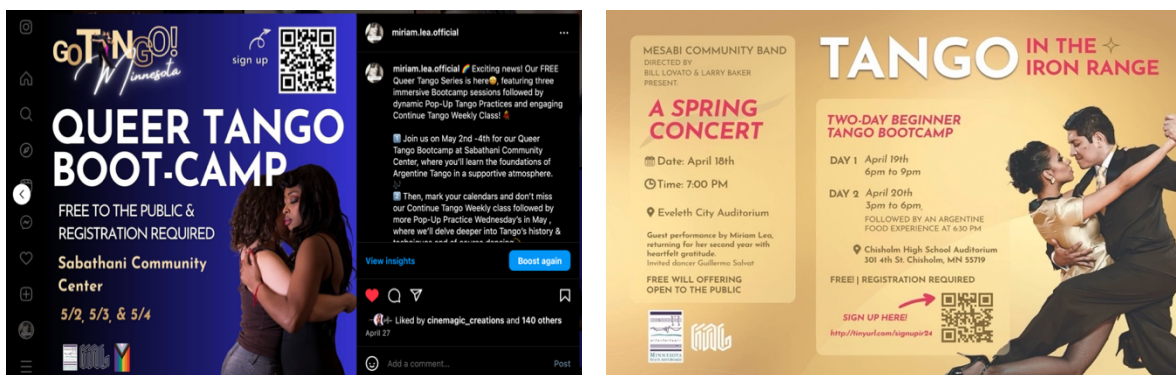 GO TANGO!
Minnesota
sign up
QUEER TANGO
BOOT-CAMP
FREE TO THE PUBLIC &
REGISTRATION REQUIRED
Sabathani Community
Center
5/2, 5/3, & 5/4
miriam.lea.official
miriam.lea.official 🌈 Exciting news! Our FREE
Queer Tango Series is here🤩, featuring three
immersive Bootcamp sessions followed by
dynamic Pop-Up Tango Practices and engaging
Continue Tango Weekly Class! 💃
1️⃣ Join us on May 2nd -4th for our Queer
Tango Bootcamp at Sabathani Community
Center, where you'll learn the foundations of
Argentine Tango in a supportive atmosphere.
🎶
2️⃣ Then, mark your calendars and don't miss
our Continue Tango Weekly class followed by
more Pop-Up Practice Wednesday's in May ,
where we'll delve deeper into Tango's history &
View insights
Boost again
Liked by cinemagic_creations and 140 others
April 27
Add a comment...
Post
MESABI COMMUNITY BAND
DIRECTED BY
BILL LOVATO & LARRY BAKER
PRESENT:
A SPRING
CONCERT
Date: April 18th
Time: 7:00 PM
Eveleth City Auditorium
Guest performance by Miriam Lea,
returning for her second year with
heartfelt gratitude.
Invited dancer Guillermo Salvat
FREE WILL OFFERING
OPEN TO THE PUBLIC
TANGO IN THE
IRON RANGE
TWO-DAY BEGINNER
TANGO BOOTCAMP
DAY 1 April 19th
6pm to 9pm
DAY 2 April 20th
3pm to 6pm
FOLLOWED BY AN ARGENTINE
FOOD EXPERIENCE AT 6:30 PM
Chisholm High School Auditorium
301 4th St. Chisholm, MN 55719
FREE! | REGISTRATION REQUIRED
SIGN UP HERE!
http://tinyurl.com/signupir24